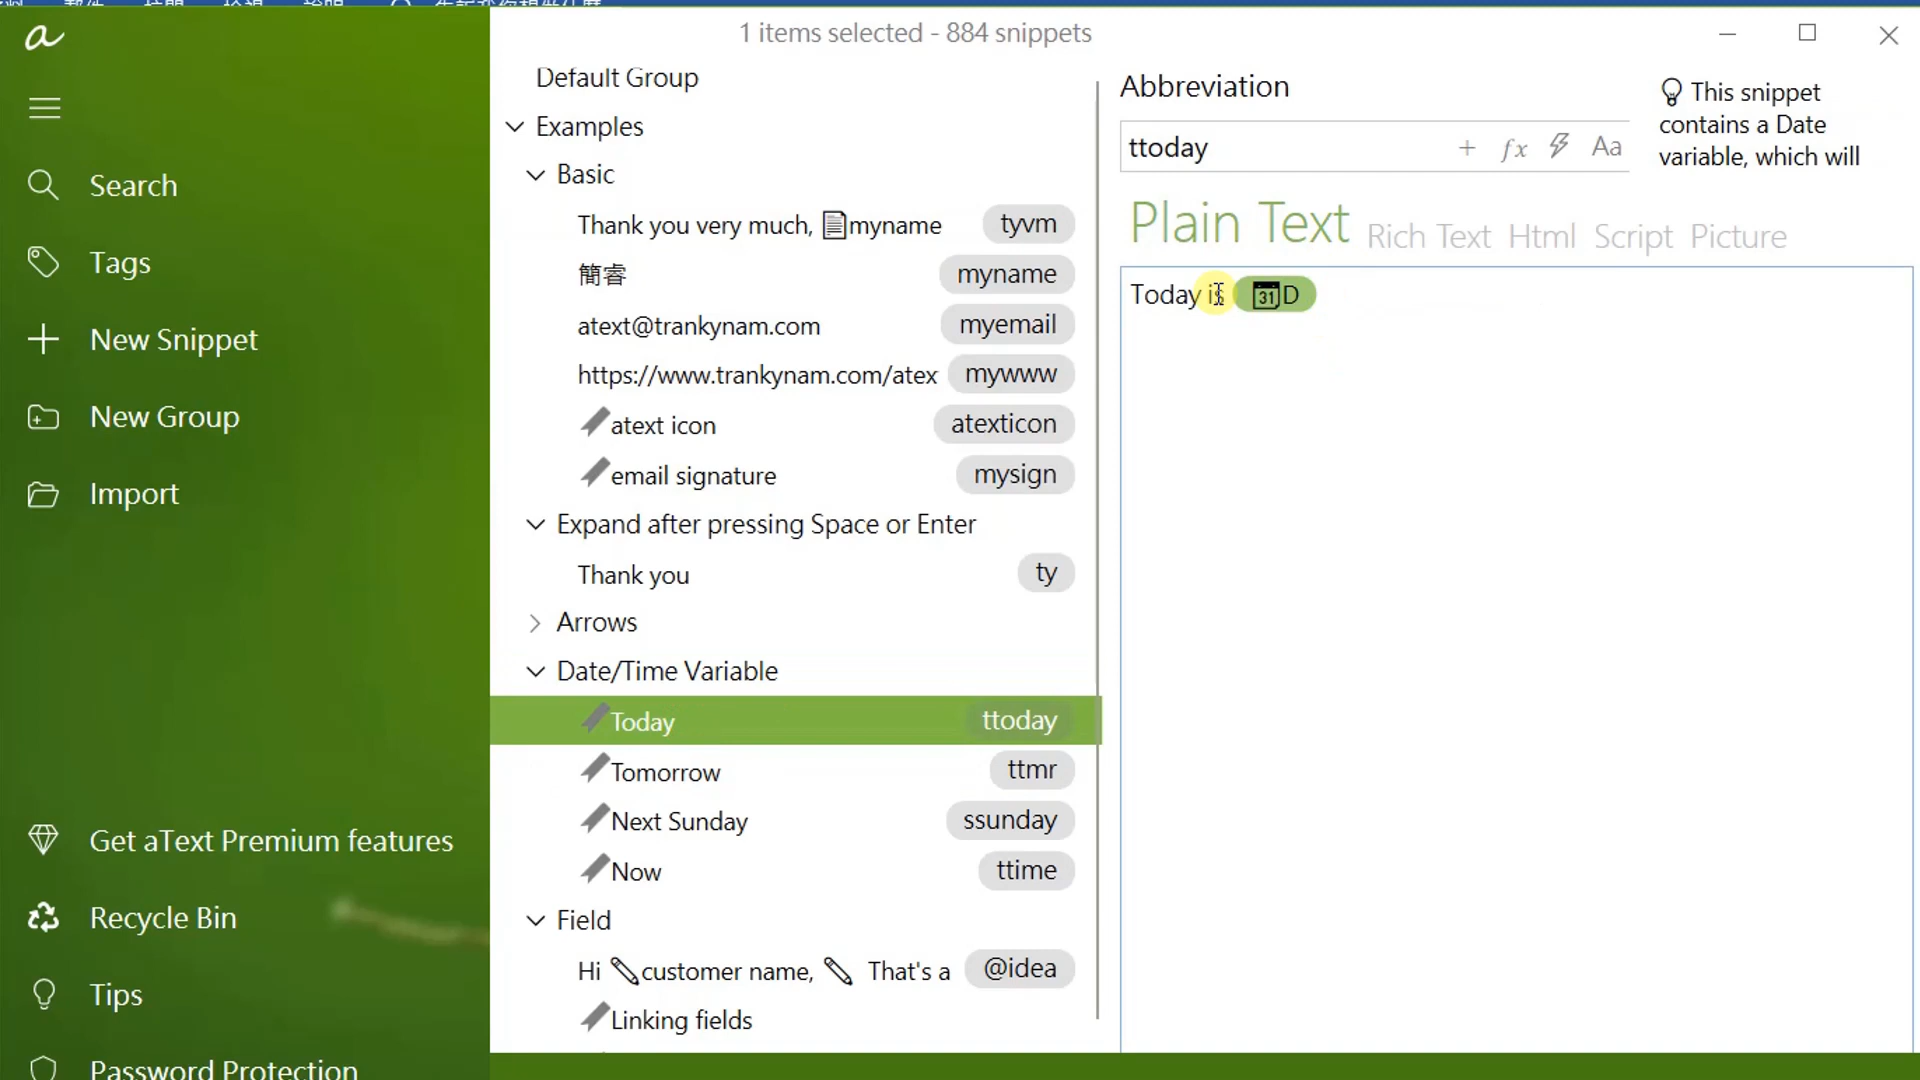 1 items selected - 884 snippets
Search
Tags
New Snippet
New Group
Import
Get aText Premium features
Recycle Bin
Tips
Password Protection
Default Group
Examples
Basic
Thank you very much, myname tyvm
簡睿 myname
atext@trankynam.com myemail
https://www.trankynam.com/atex mywww
atext icon atexticon
email signature mysign
Expand after pressing Space or Enter
Thank you ty
Arrows
Date/Time Variable
Today ttoday
Tomorrow ttmr
Next Sunday ssunday
Now ttime
Field
Hi customer name, That's a @idea
Linking fields
Abbreviation
ttoday + fx Aa
This snippet
contains a Date
variable, which will
Plain Text Rich Text Html Script Picture
Today is 31 D